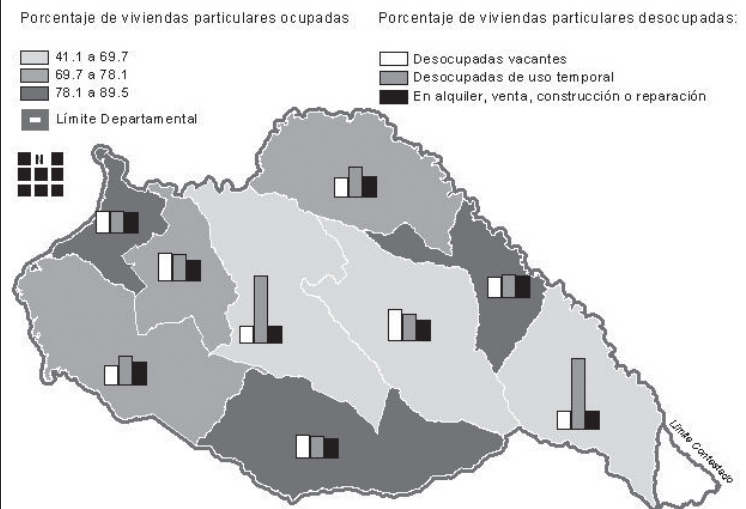 Porcentaje de viviendas particulares ocupadas
41.1 a 69.7
69.7 a 78.1
78.1 a 89.5
Límite Departamental
N
Porcentaje de viviendas particulares desocupadas:
Desocupadas vacantes
Desocupadas de uso temporal
En alquiler, venta, construcción o reparación
Límite Contestado